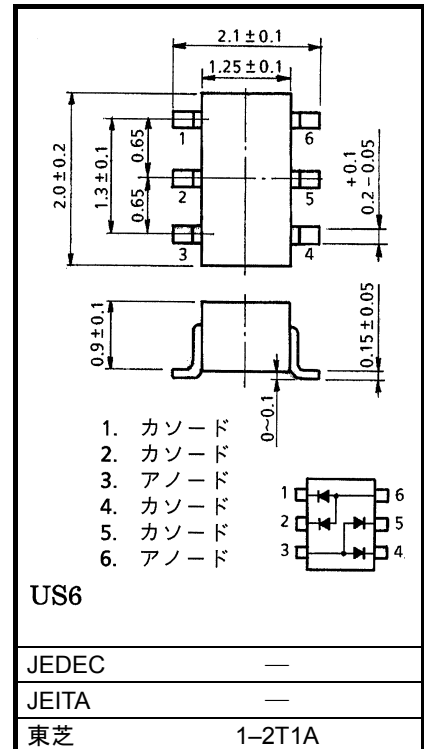 2.1±0.1
1.25±0.1
1
6
2.0±0.2
1.3±0.1
0.65
0.65
2
5
+0.1
0.2-0.05
3
4
0.9±0.1
0.15±0.05
0~0.1
1. カソード
2. カソード
3. アノード
4. カソード
5. カソード
6. アノード
1
6
2
5
3
4
US6
JEDEC —
JEITA —
東芝 1–2T1A